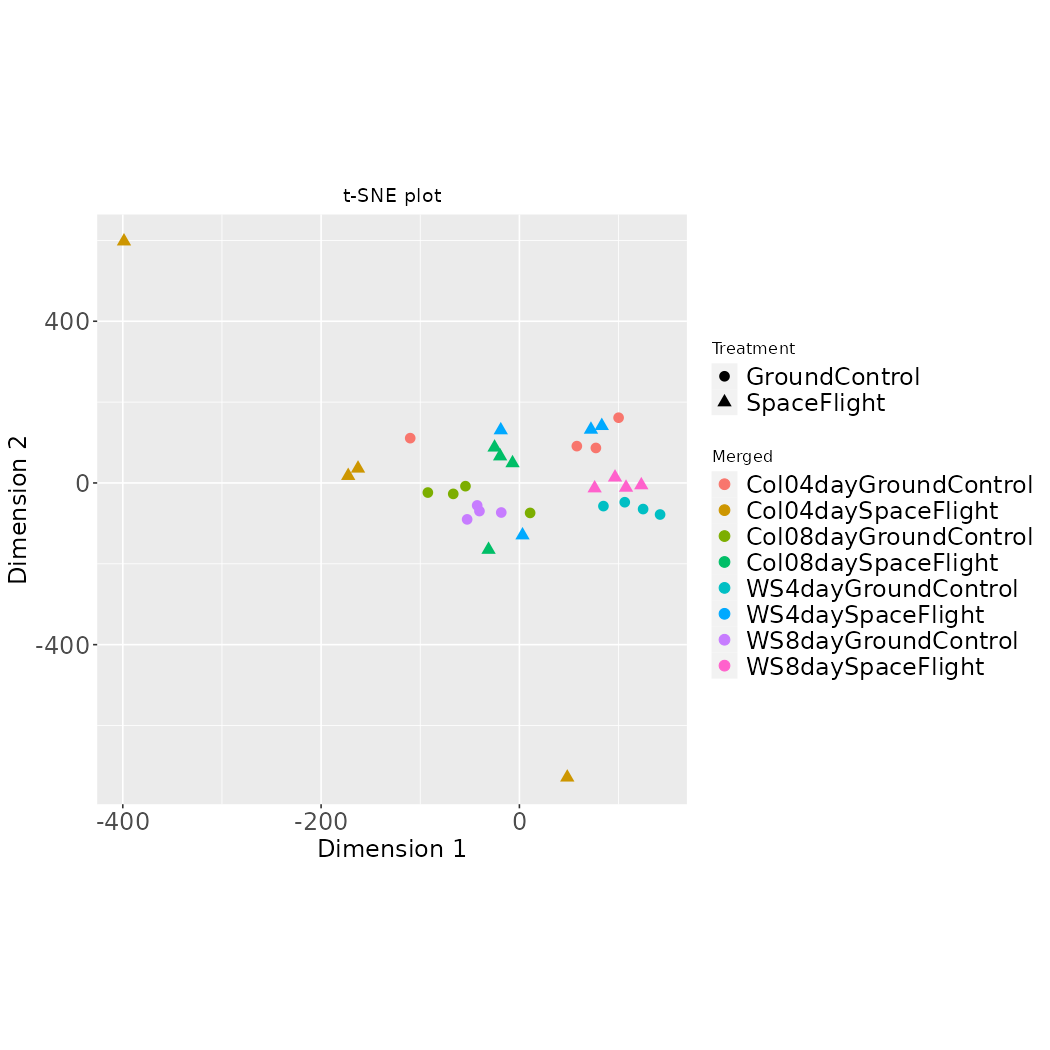 t-SNE plot
400
0
-400
Dimension 2
-400
-200
0
Dimension 1
Treatment
GroundControl
SpaceFlight
Merged
Col04dayGroundControl
Col04daySpaceFlight
Col08dayGroundControl
Col08daySpaceFlight
WS4dayGroundControl
WS4daySpaceFlight
WS8dayGroundControl
WS8daySpaceFlight